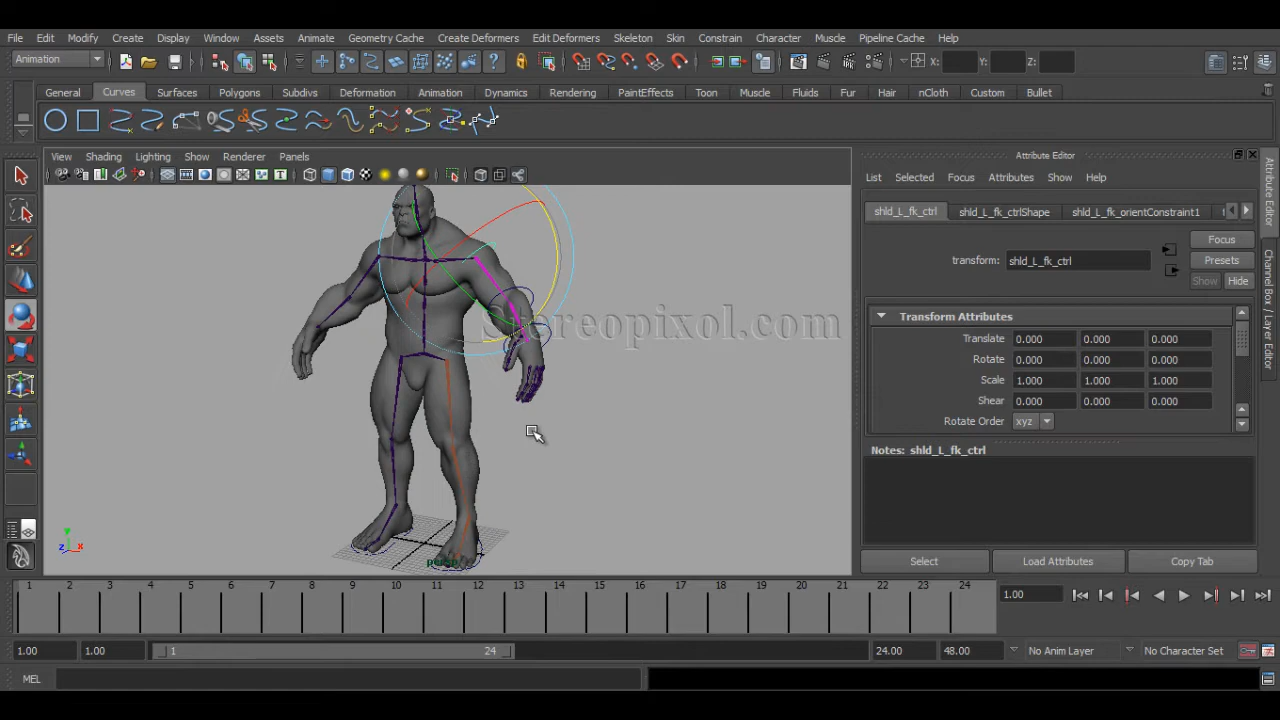 File Edit Modify Create Display Window Assets Animate Geometry Cache Create Deformers Edit Deformers Skeleton Skin Constrain Character Muscle Pipeline Cache Help
Animation X: Y: Z:
General Curves Surfaces Polygons Subdivs Deformation Animation Dynamics Rendering PaintEffects Toon Muscle Fluids Fur Hair nCloth Custom Bullet
View Shading Lighting Show Renderer Panels
Attribute Editor
List Selected Focus Attributes Show Help
shld_L_fk_ctrl shld_L_fk_ctrlShape shld_L_fk_orientConstraint1
Focus
transform: shld_L_fk_ctrl Presets
Show Hide
Transform Attributes
Translate 0.000 0.000 0.000
Rotate 0.000 0.000 0.000
Scale 1.000 1.000 1.000
Shear 0.000 0.000 0.000
Rotate Order xyz
Notes: shld_L_fk_ctrl
Select Load Attributes Copy Tab
Attribute Editor
Channel Box / Layer Editor
Stereopixol.com
y
z x
persp
1 2 3 4 5 6 7 8 9 10 11 12 13 14 15 16 17 18 19 20 21 22 23 24 1.00
1.00 1.00 1 24 24.00 48.00 No Anim Layer No Character Set
MEL